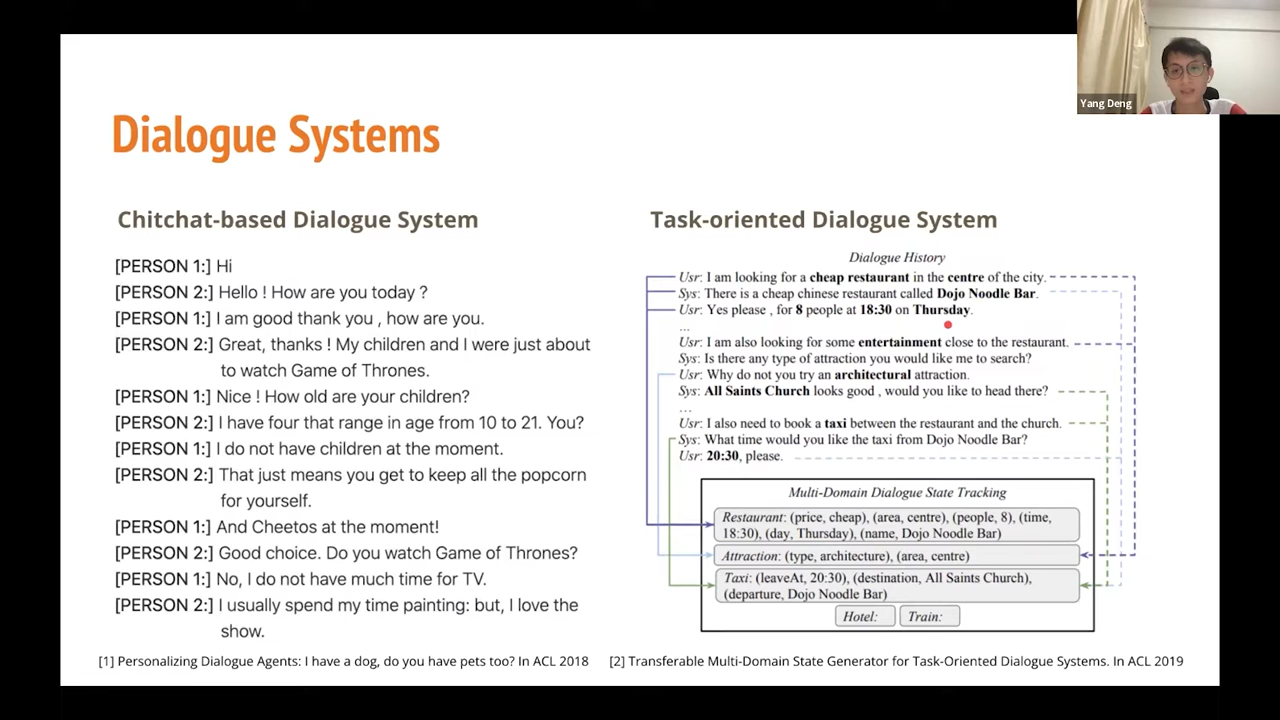 Yang Deng
Dialogue Systems
Chitchat-based Dialogue System
[PERSON 1:] Hi
[PERSON 2:] Hello ! How are you today ?
[PERSON 1:] I am good thank you , how are you.
[PERSON 2:] Great, thanks ! My children and I were just about
to watch Game of Thrones.
[PERSON 1:] Nice ! How old are your children?
[PERSON 2:] I have four that range in age from 10 to 21. You?
[PERSON 1:] I do not have children at the moment.
[PERSON 2:] That just means you get to keep all the popcorn
for yourself.
[PERSON 1:] And Cheetos at the moment!
[PERSON 2:] Good choice. Do you watch Game of Thrones?
[PERSON 1:] No, I do not have much time for TV.
[PERSON 2:] I usually spend my time painting: but, I love the
show.
[1] Personalizing Dialogue Agents: I have a dog, do you have pets too? In ACL 2018
Task-oriented Dialogue System
Dialogue History
Usr: I am looking for a cheap restaurant in the centre of the city.
Sys: There is a cheap chinese restaurant called Dojo Noodle Bar.
Usr: Yes please , for 8 people at 18:30 on Thursday.
...
Usr: I am also looking for some entertainment close to the restaurant.
Sys: Is there any type of attraction you would like me to search?
Usr: Why do not you try an architectural attraction.
Sys: All Saints Church looks good , would you like to head there?
...
Usr: I also need to book a taxi between the restaurant and the church.
Sys: What time would you like the taxi from Dojo Noodle Bar?
Usr: 20:30, please.
Multi-Domain Dialogue State Tracking
Restaurant: (price, cheap), (area, centre), (people, 8), (time,
18:30), (day, Thursday), (name, Dojo Noodle Bar)
Attraction: (type, architecture), (area, centre)
Taxi: (leaveAt, 20:30), (destination, All Saints Church),
(departure, Dojo Noodle Bar)
Hotel: Train:
[2] Transferable Multi-Domain State Generator for Task-Oriented Dialogue Systems. In ACL 2019